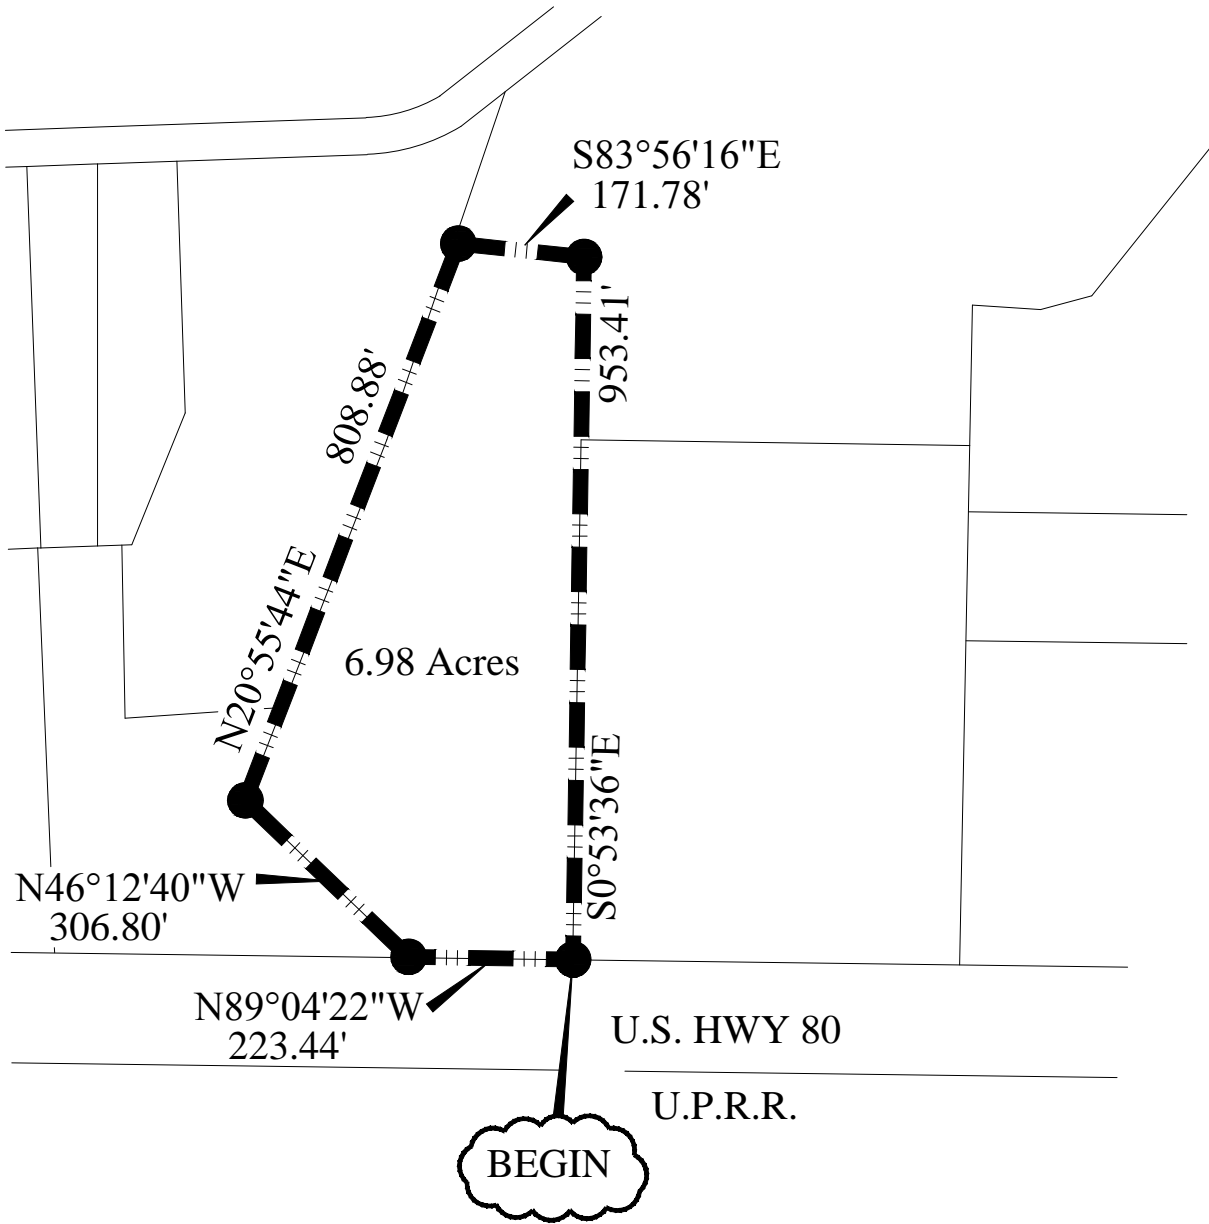 S83°56'16"E
171.78'
953.41'
808.88'
N20°55'44"E
6.98 Acres
S0°53'36"E
N46°12'40"W
306.80'
N89°04'22"W
223.44'
U.S. HWY 80
U.P.R.R.
BEGIN